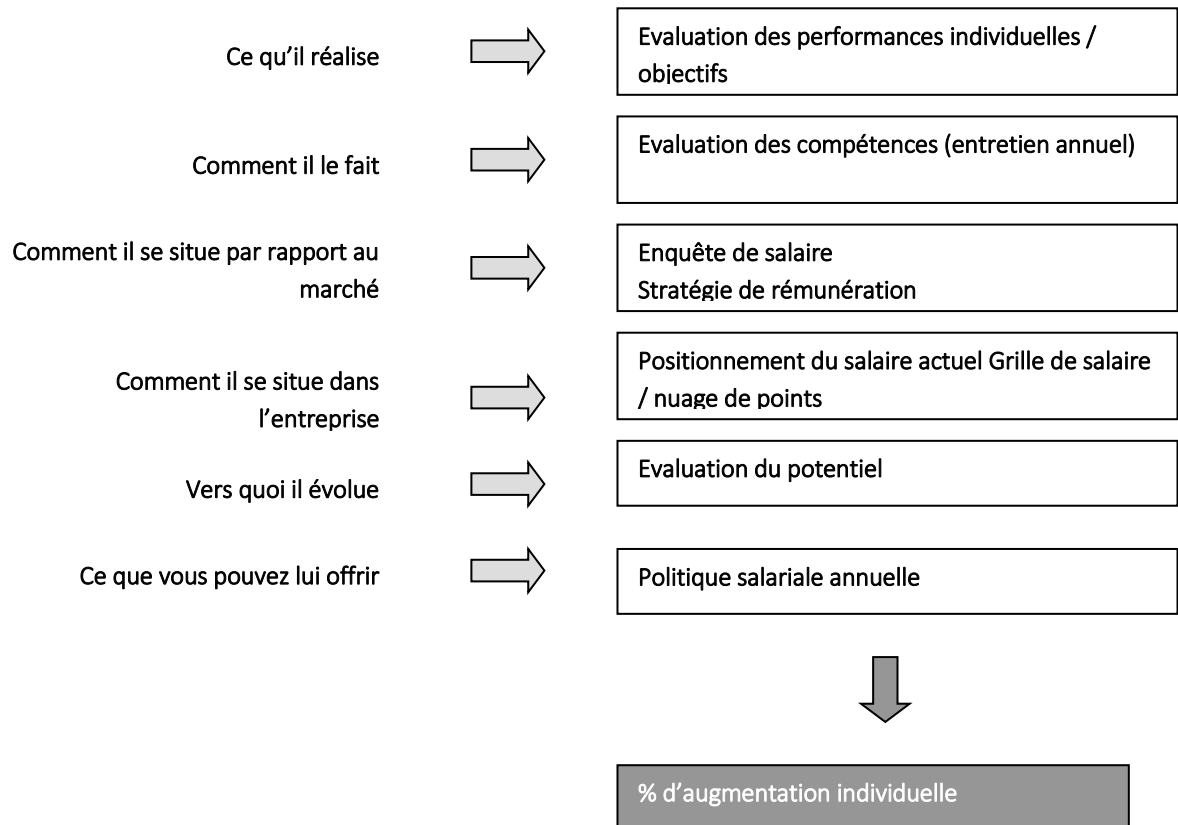 Ce qu’il réalise
Evaluation des performances individuelles /
objectifs
Comment il le fait
Evaluation des compétences (entretien annuel)
Comment il se situe par rapport au
marché
Enquête de salaire
Stratégie de rémunération
Comment il se situe dans
l’entreprise
Positionnement du salaire actuel Grille de salaire
/ nuage de points
Vers quoi il évolue
Evaluation du potentiel
Ce que vous pouvez lui offrir
Politique salariale annuelle
% d’augmentation individuelle